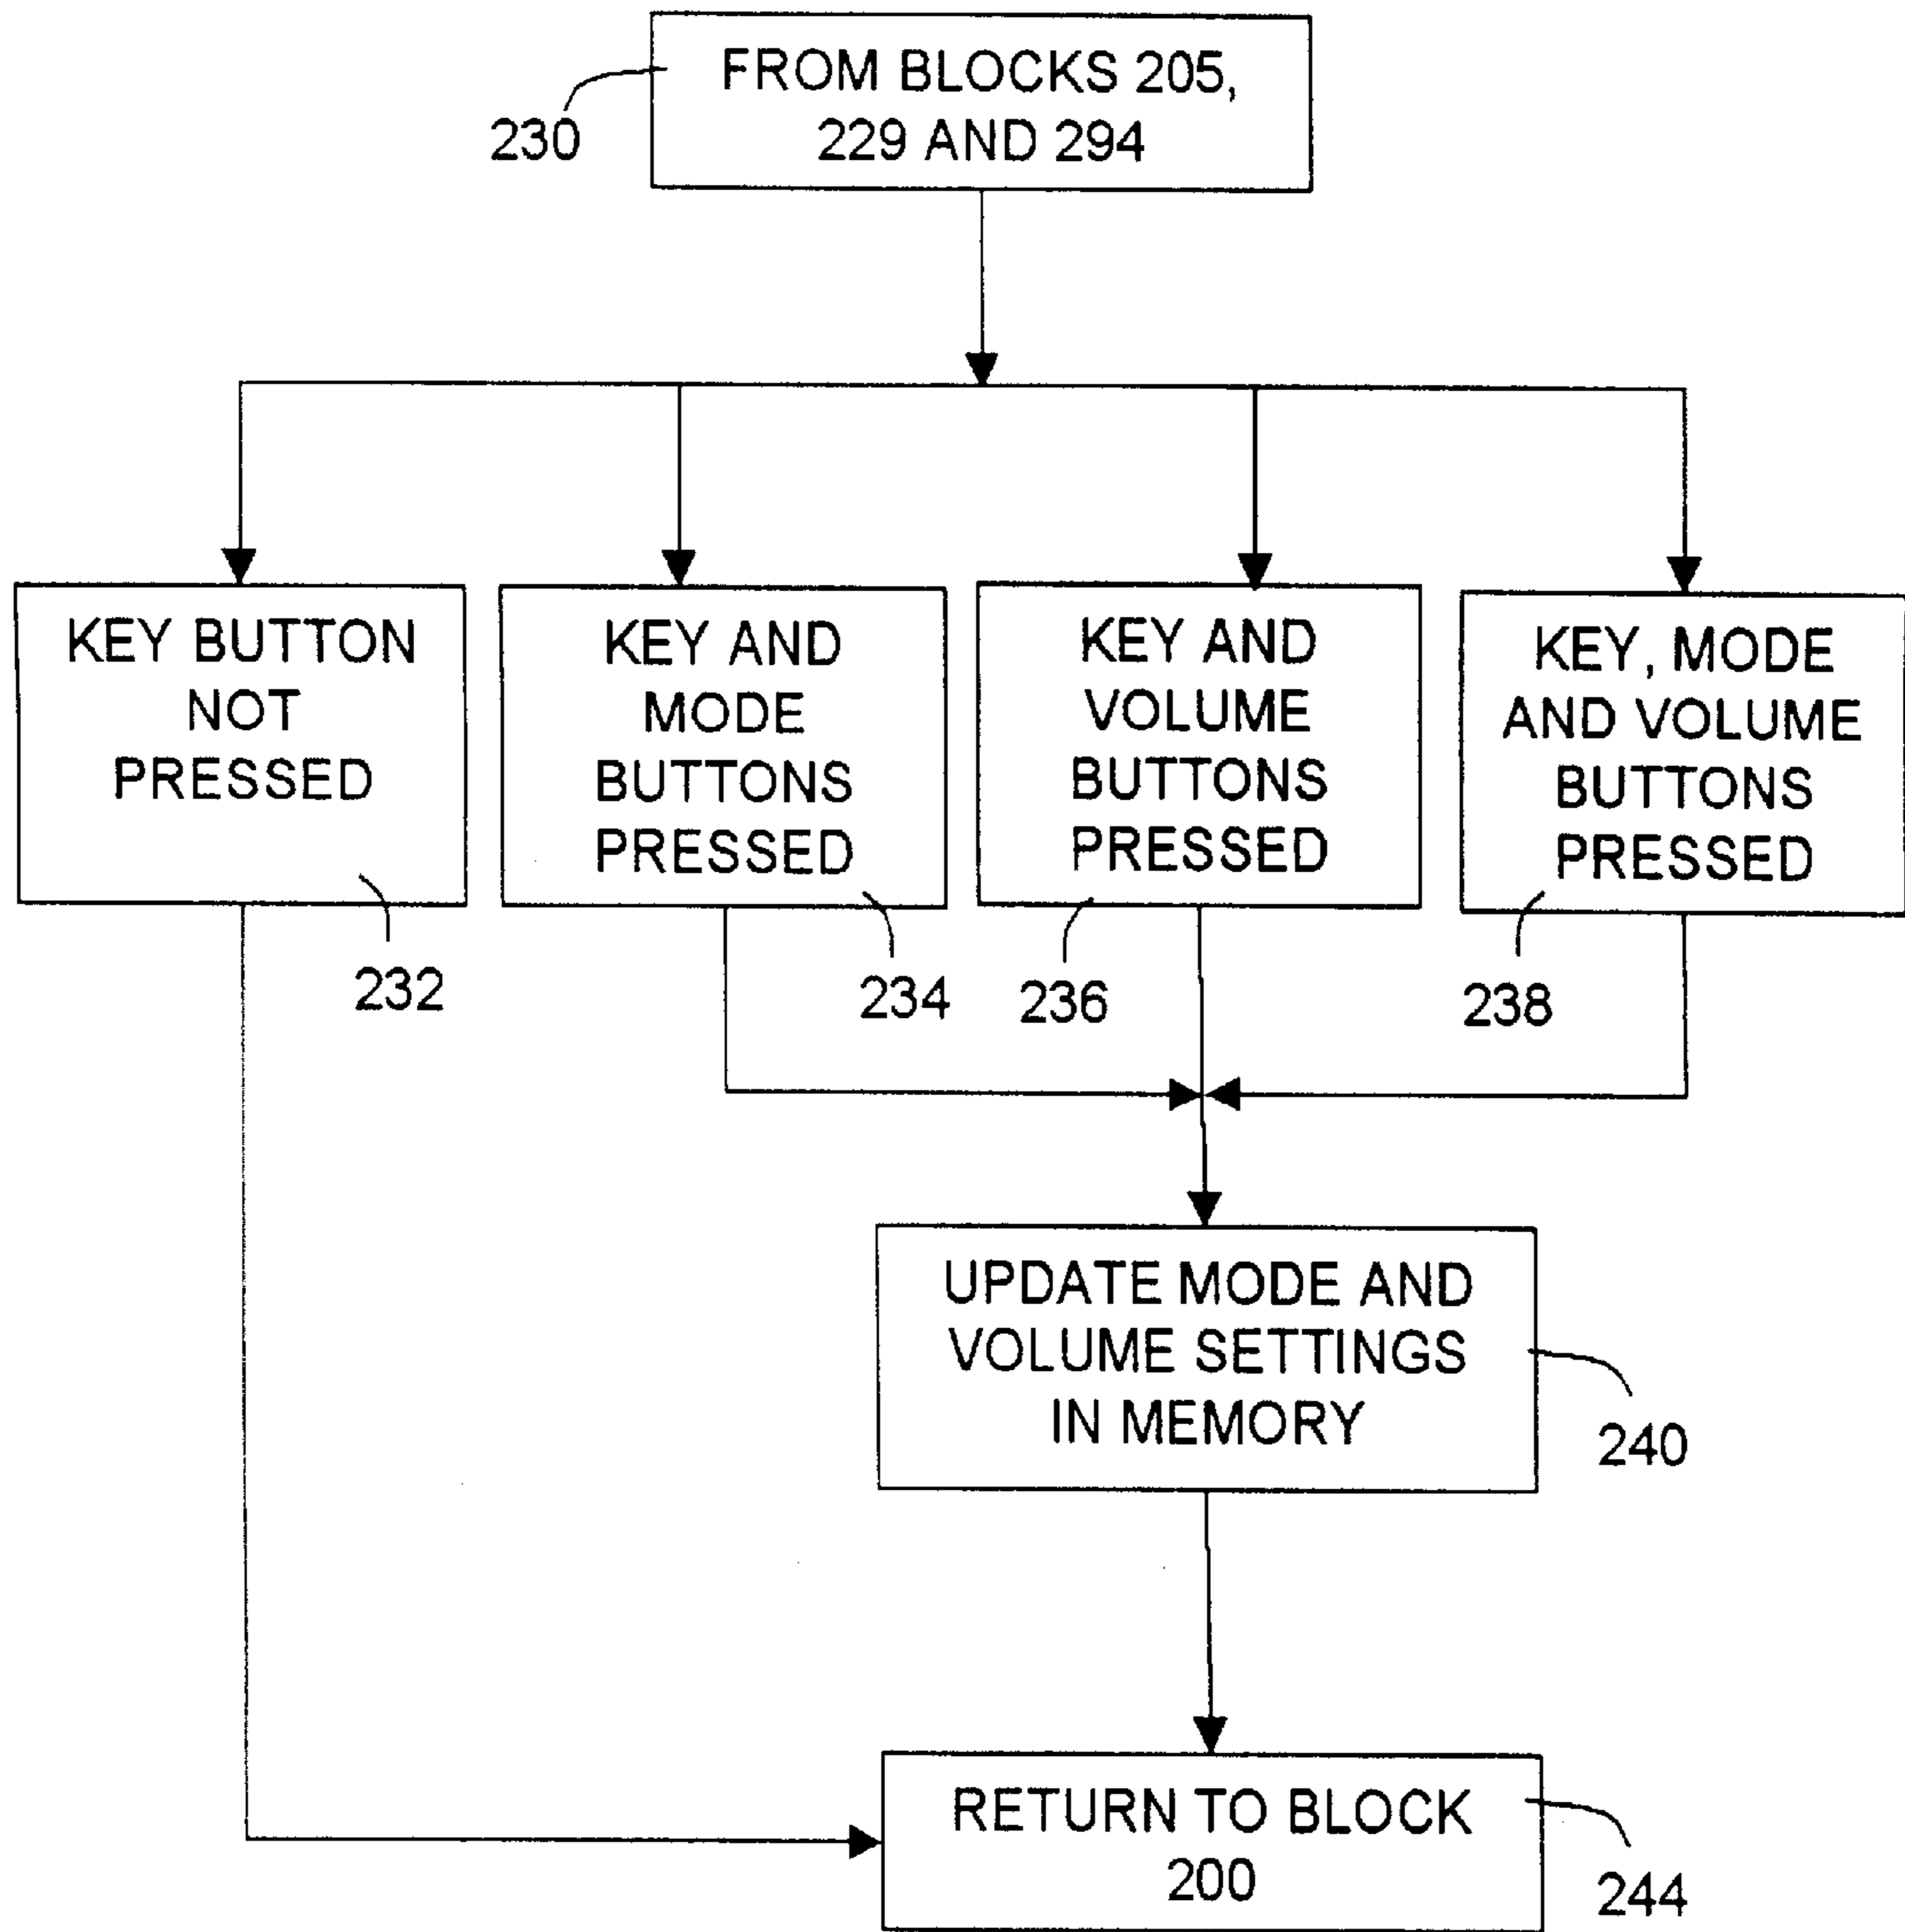 FROM BLOCKS 205,
229 AND 294
230
KEY BUTTON
NOT
PRESSED
232
KEY AND
MODE
BUTTONS
PRESSED
234
KEY AND
VOLUME
BUTTONS
PRESSED
236
KEY, MODE
AND VOLUME
BUTTONS
PRESSED
238
UPDATE MODE AND
VOLUME SETTINGS
IN MEMORY
240
RETURN TO BLOCK
200
244